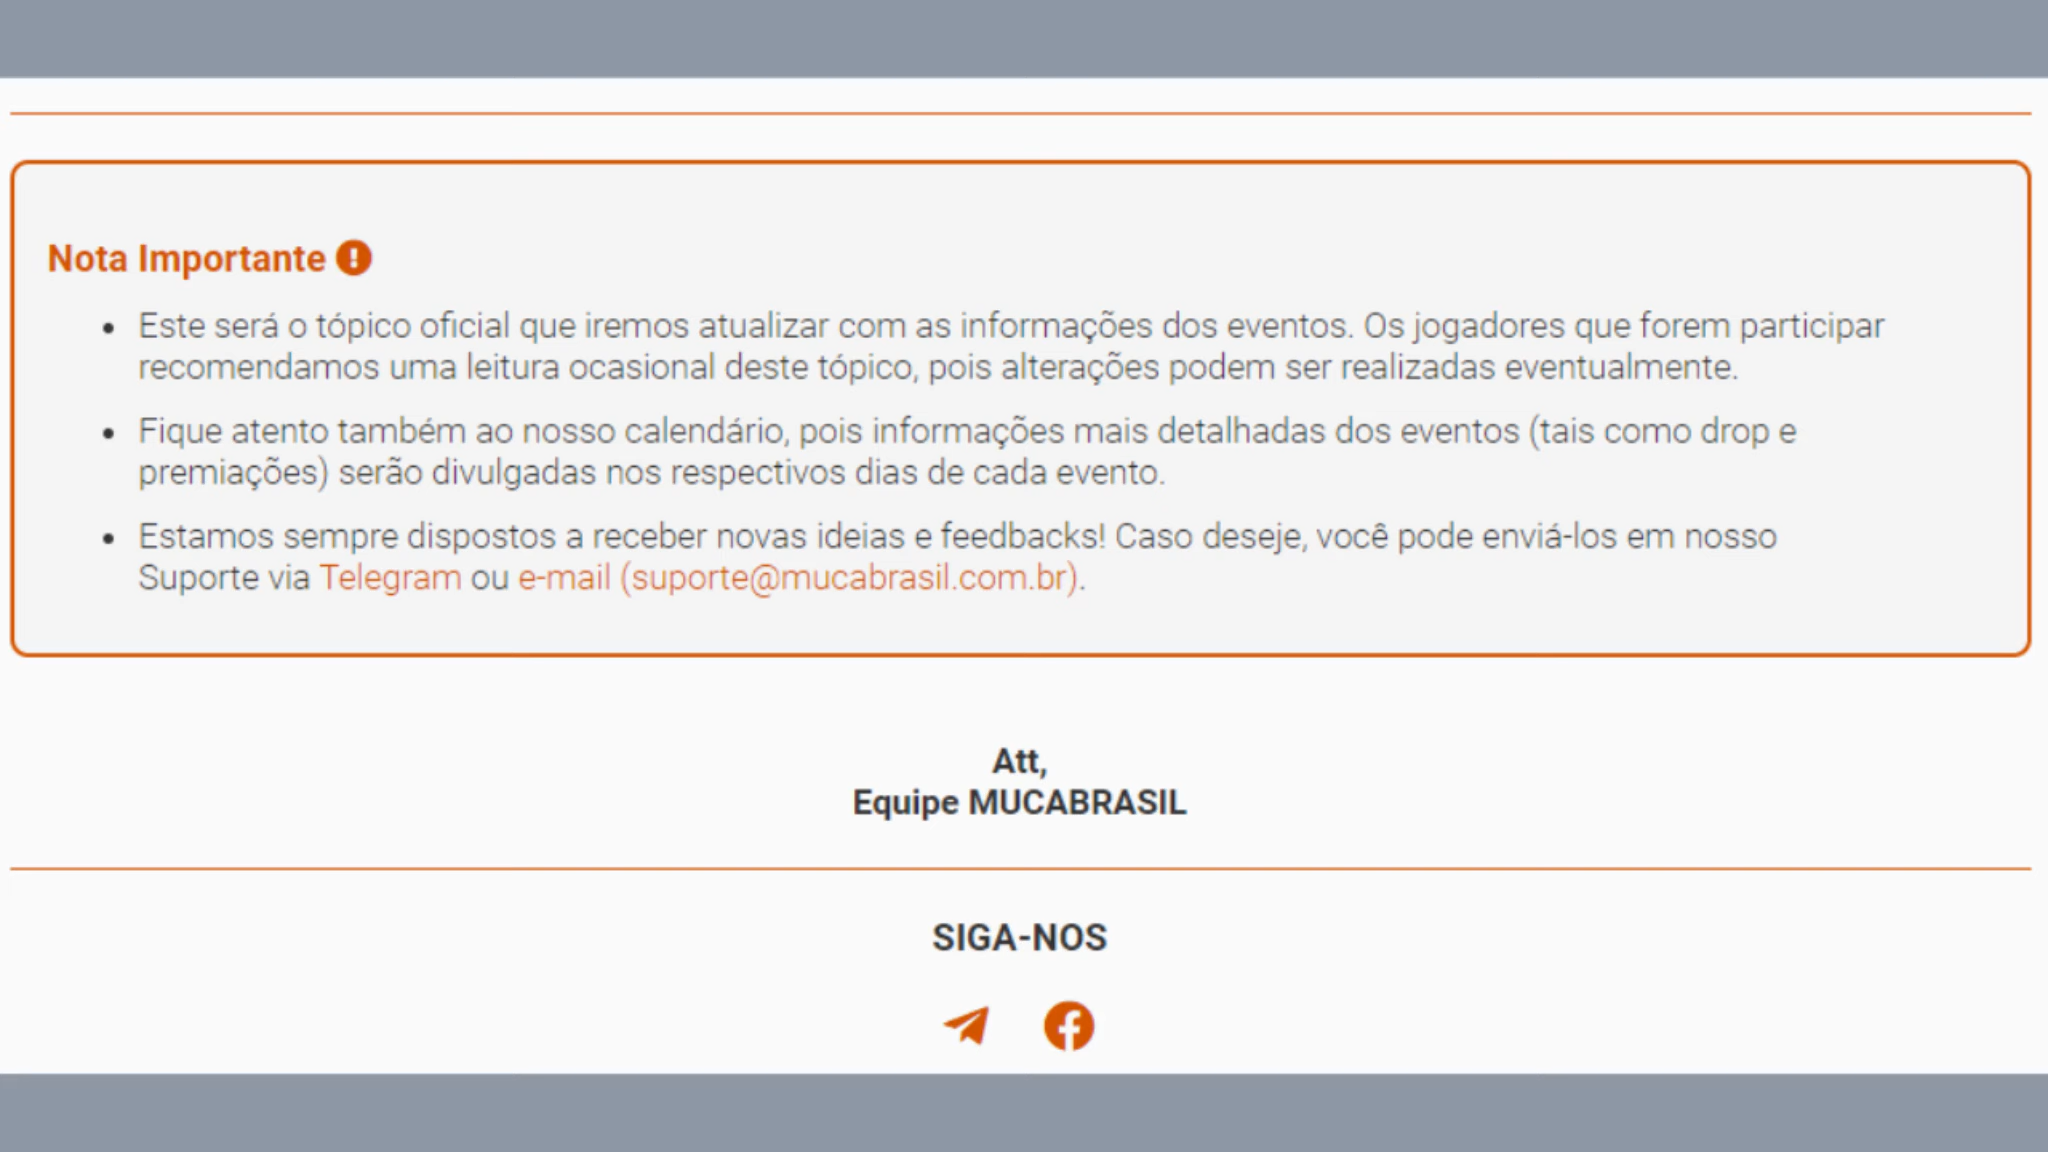 Nota Importante
Este será o tópico oficial que iremos atualizar com as informações dos eventos. Os jogadores que forem participar
recomendamos uma leitura ocasional deste tópico, pois alterações podem ser realizadas eventualmente.
Fique atento também ao nosso calendário, pois informações mais detalhadas dos eventos (tais como drop e
premiações) serão divulgadas nos respectivos dias de cada evento.
Estamos sempre dispostos a receber novas ideias e feedbacks! Caso deseje, você pode enviá-los em nosso
Suporte via Telegram ou e-mail (suporte@mucabrasil.com.br).
Att,
Equipe MUCABRASIL
SIGA-NOS